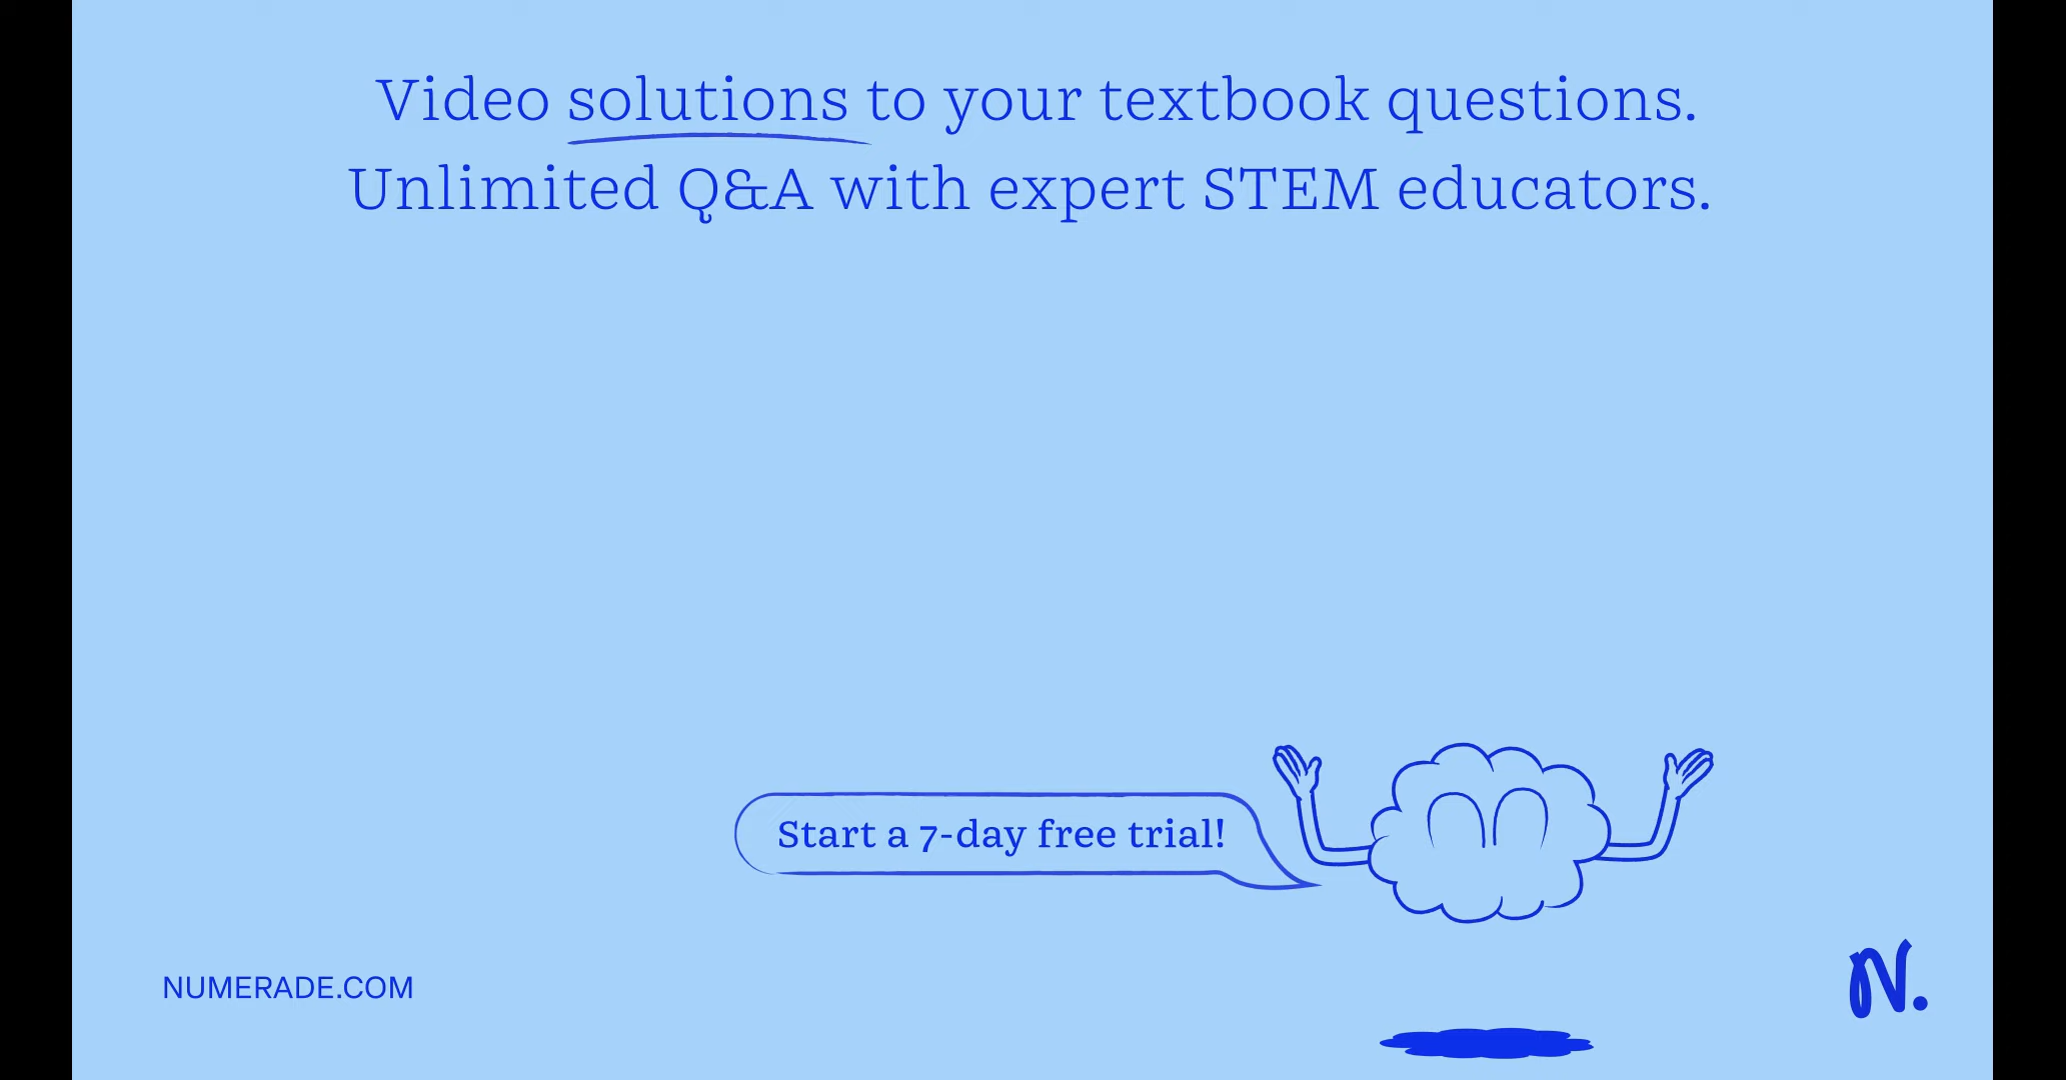 Video solutions to your textbook questions.
Unlimited Q&A with expert STEM educators.
Start a 7-day free trial!
NUMERADE.COM
N.